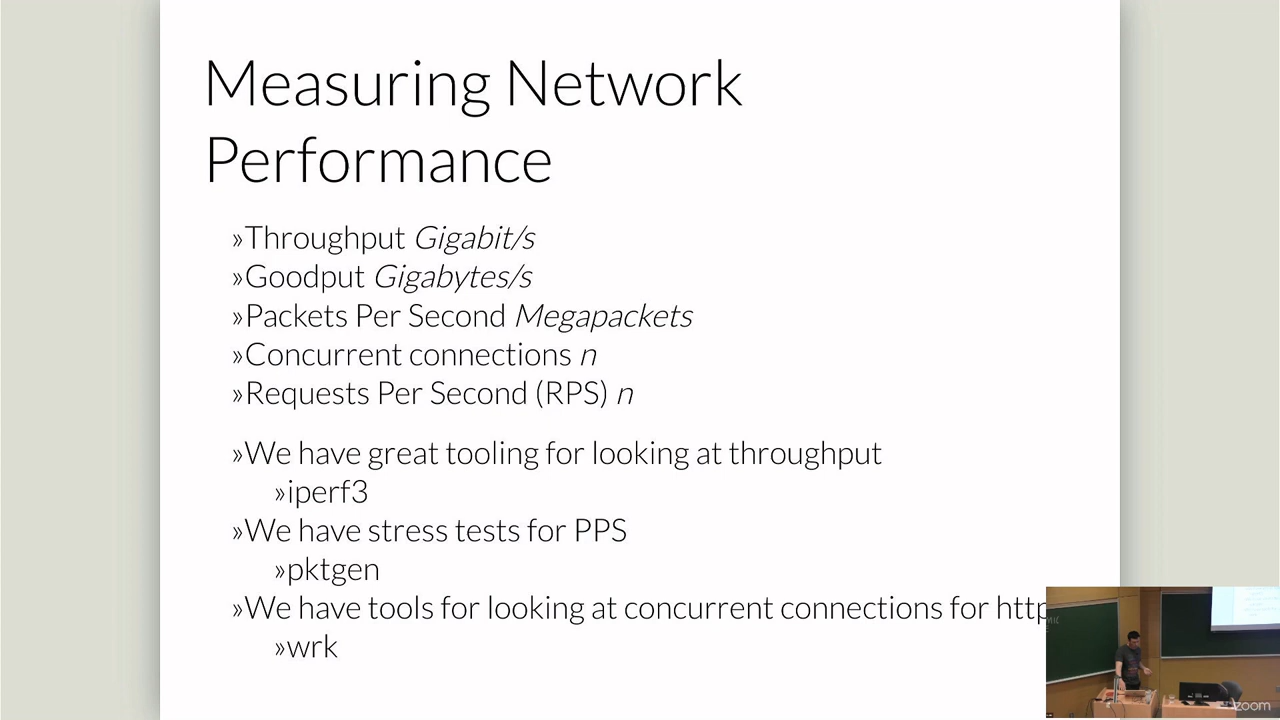 Measuring Network
Performance
»Throughput Gigabit/s
»Goodput Gigabytes/s
»Packets Per Second Megapackets
»Concurrent connections n
»Requests Per Second (RPS) n
»We have great tooling for looking at throughput
»iperf3
»We have stress tests for PPS
»pktgen
»We have tools for looking at concurrent connections for http
»wrk
zoom